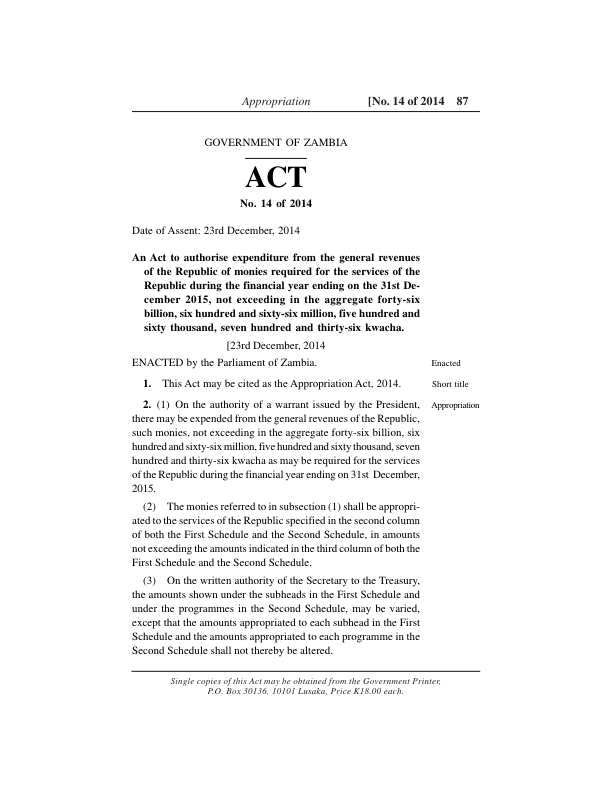 Appropriation [No. 14 of 2014 87
GOVERNMENT OF ZAMBIA
ACT
No. 14 of 2014
Date of Assent: 23rd December, 2014
An Act to authorise expenditure from the general revenues
of the Republic of monies required for the services of the
Republic during the financial year ending on the 31st De-
cember 2015, not exceeding in the aggregate forty-six
billion, six hundred and sixty-six million, five hundred and
sixty thousand, seven hundred and thirty-six kwacha.
[23rd December, 2014
ENACTED by the Parliament of Zambia. Enacted
1. This Act may be cited as the Appropriation Act, 2014. Short title
2. (1) On the authority of a warrant issued by the President, Appropriation
there may be expended from the general revenues of the Republic,
such monies, not exceeding in the aggregate forty-six billion, six
hundred and sixty-six million, five hundred and sixty thousand, seven
hundred and thirty-six kwacha as may be required for the services
of the Republic during the financial year ending on 31st December,
2015.
(2) The monies referred to in subsection (1) shall be appropri-
ated to the services of the Republic specified in the second column
of both the First Schedule and the Second Schedule, in amounts
not exceeding the amounts indicated in the third column of both the
First Schedule and the Second Schedule.
(3) On the written authority of the Secretary to the Treasury,
the amounts shown under the subheads in the First Schedule and
under the programmes in the Second Schedule, may be varied,
except that the amounts appropriated to each subhead in the First
Schedule and the amounts appropriated to each programme in the
Second Schedule shall not thereby be altered.
Single copies of this Act may be obtained from the Government Printer,
P.O. Box 30136, 10101 Lusaka, Price K18.00 each.